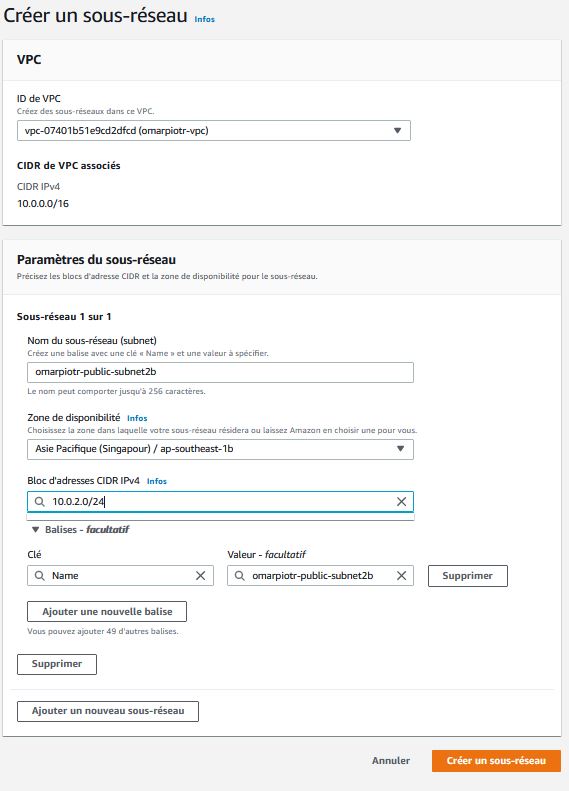 Créer un sous-réseau Infos
VPC
ID de VPC
Créez des sous-réseaux dans ce VPC.
vpc-07401b51e9cd2dfcd (omarpiotr-vpc)
CIDR de VPC associés
CIDR IPv4
10.0.0.0/16
Paramètres du sous-réseau
Précisez les blocs d'adresse CIDR et la zone de disponibilité pour le sous-réseau.
Sous-réseau 1 sur 1
Nom du sous-réseau (subnet)
Créez une balise avec une clé « Name » et une valeur à spécifier.
omarpiotr-public-subnet2b
Le nom peut comporter jusqu'à 256 caractères.
Zone de disponibilité Infos
Choisissez la zone dans laquelle votre sous-réseau résidera ou laissez Amazon en choisir une pour vous.
Asie Pacifique (Singapour) / ap-southeast-1b
Bloc d'adresses CIDR IPv4 Infos
10.0.2.0/24
Balises - facultatif
Clé Valeur - facultatif
Name omarpiotr-public-subnet2b Supprimer
Ajouter une nouvelle balise
Vous pouvez ajouter 49 d'autres balises.
Supprimer
Ajouter un nouveau sous-réseau
Annuler Créer un sous-réseau